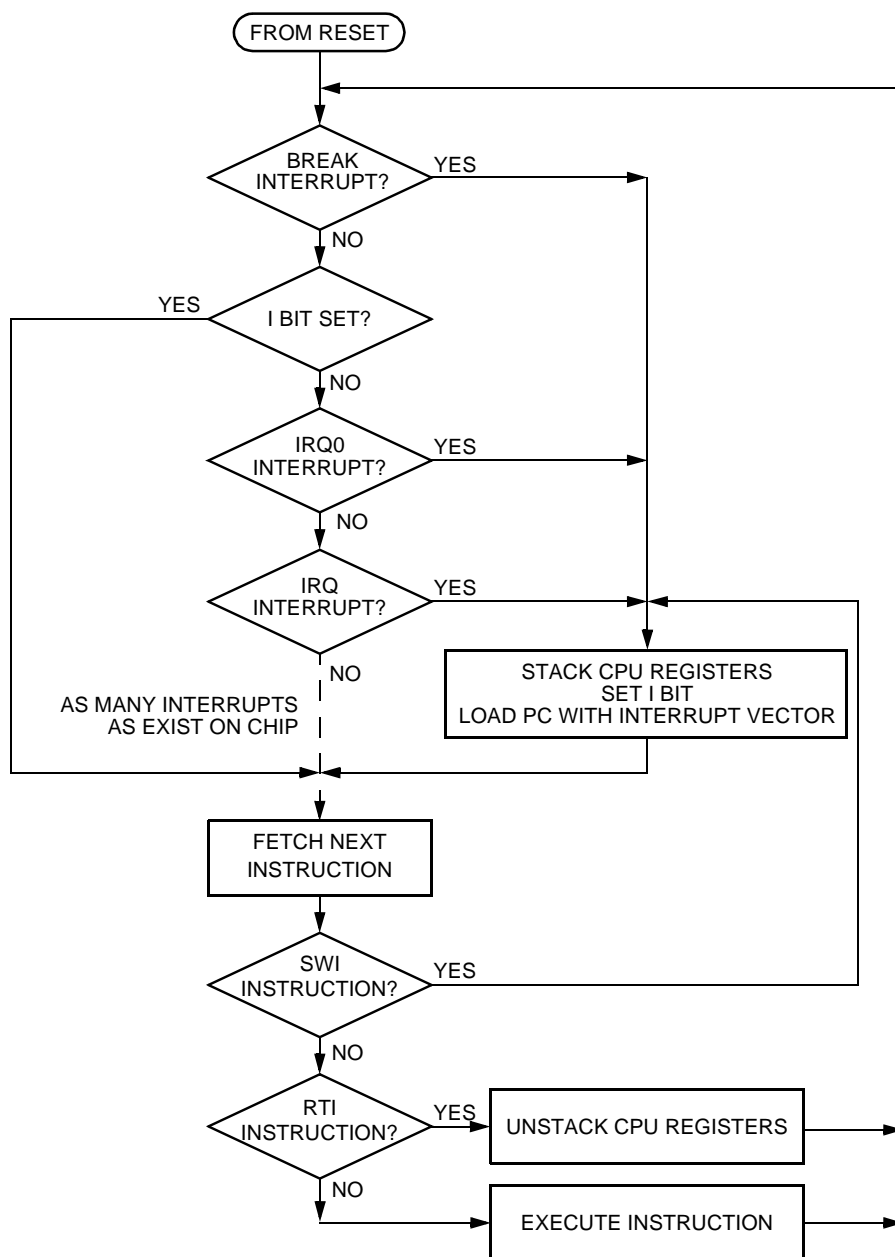 FROM RESET
BREAK
INTERRUPT?
YES
NO
YES
I BIT SET?
NO
IRQ0
INTERRUPT?
YES
NO
IRQ
INTERRUPT?
YES
NO
AS MANY INTERRUPTS
AS EXIST ON CHIP
STACK CPU REGISTERS
SET I BIT
LOAD PC WITH INTERRUPT VECTOR
FETCH NEXT
INSTRUCTION
SWI
INSTRUCTION?
YES
NO
RTI
INSTRUCTION?
YES
UNSTACK CPU REGISTERS
NO
EXECUTE INSTRUCTION